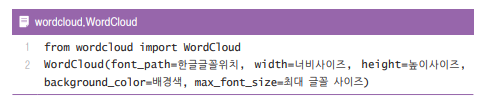 wordcloud.WordCloud
1 from wordcloud import WordCloud
2 WordCloud(font_path=한글글꼴위치, width=너비사이즈, height=높이사이즈,
background_color=배경색, max_font_size=최대 글꼴 사이즈)